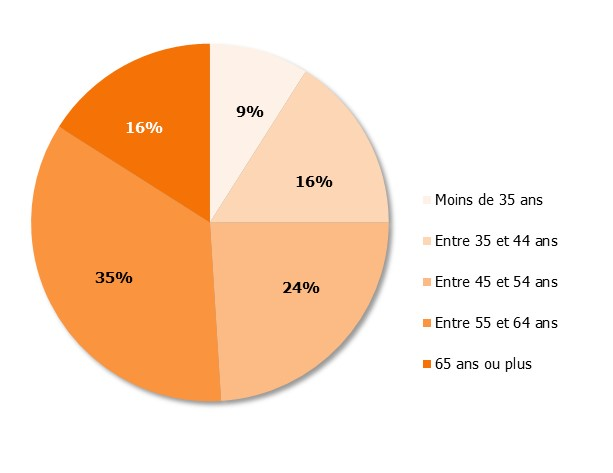 9%
16%
16%
24%
35%
Moins de 35 ans
Entre 35 et 44 ans
Entre 45 et 54 ans
Entre 55 et 64 ans
65 ans ou plus